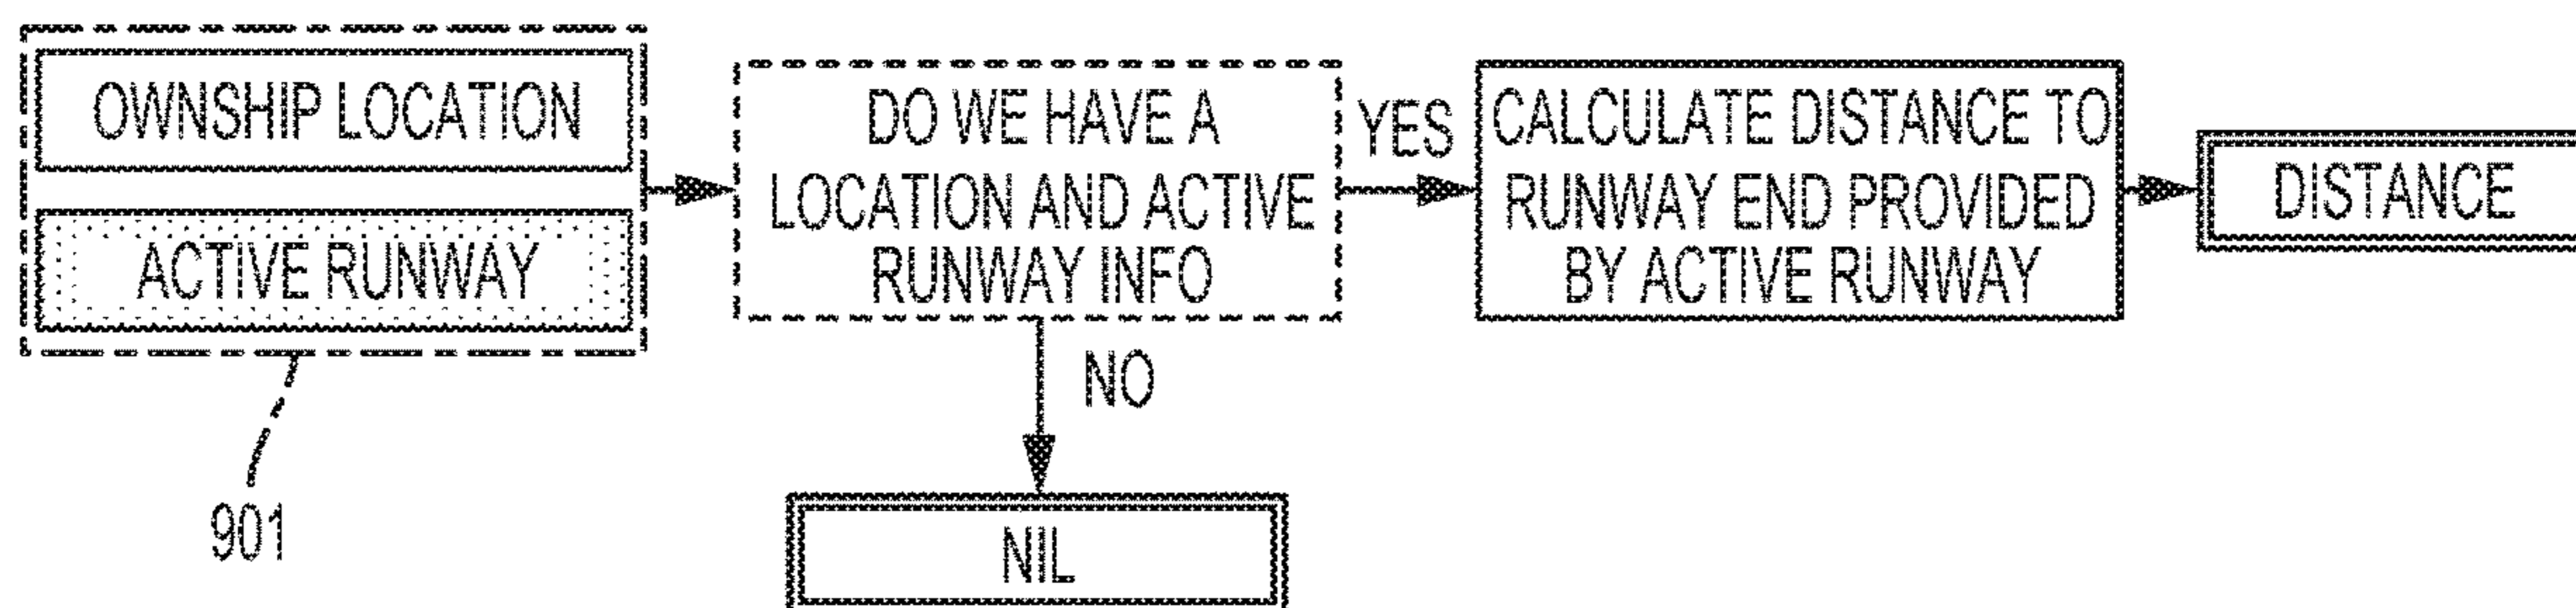 OWNSHIP LOCATION
ACTIVE RUNWAY
901
DO WE HAVE A
LOCATION AND ACTIVE
RUNWAY INFO
YES
NO
NIL
CALCULATE DISTANCE TO
RUNWAY END PROVIDED
BY ACTIVE RUNWAY
DISTANCE